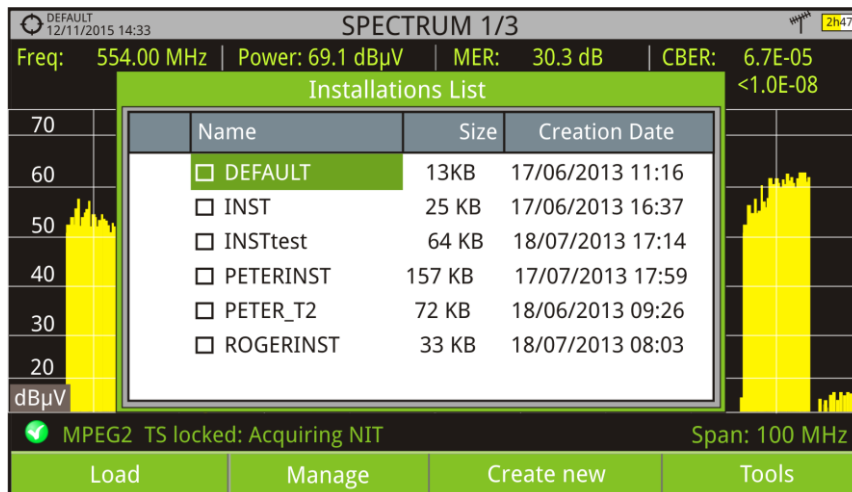 DEFAULT
12/11/2015 14:33 SPECTRUM 1/3 2h47
Freq: 554.00 MHz | Power: 69.1 dBµV | MER: 30.3 dB | CBER: 6.7E-05
<1.0E-08
Installations List
Name Size Creation Date
DEFAULT 13KB 17/06/2013 11:16
INST 25 KB 17/06/2013 16:37
INSTtest 64 KB 18/07/2013 17:14
PETERINST 157 KB 17/07/2013 17:59
PETER_T2 72 KB 18/06/2013 09:26
ROGERINST 33 KB 18/07/2013 08:03
70
60
50
40
30
20
dBµV
MPEG2 TS locked: Acquiring NIT Span: 100 MHz
Load Manage Create new Tools